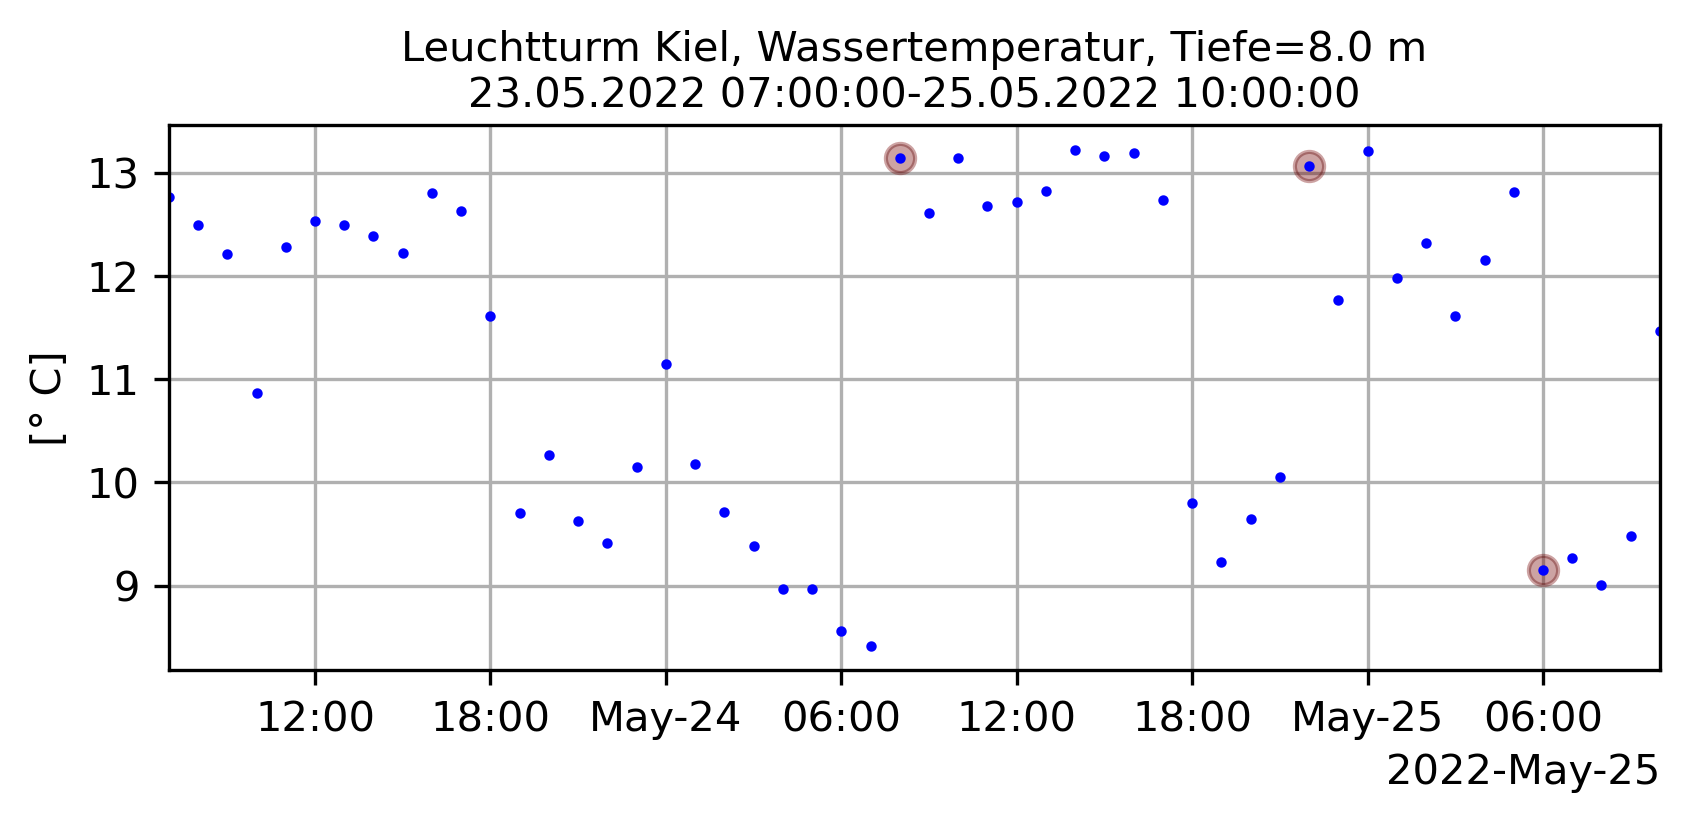 Leuchtturm Kiel, Wassertemperatur, Tiefe=8.0 m
23.05.2022 07:00:00-25.05.2022 10:00:00
[° C]
13
12
11
10
9
12:00 18:00 May-24 06:00 12:00 18:00 May-25 06:00
2022-May-25